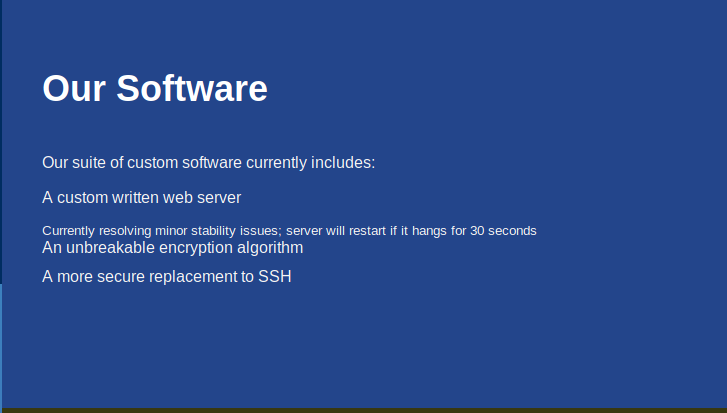 Our Software
Our suite of custom software currently includes:
A custom written web server
Currently resolving minor stability issues; server will restart if it hangs for 30 seconds
An unbreakable encryption algorithm
A more secure replacement to SSH